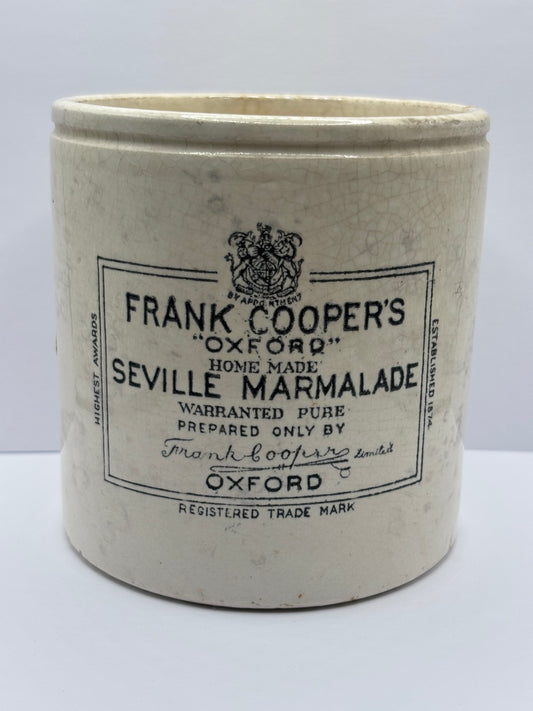 BY APPOINTMENT
FRANK COOPER'S
"OXFORD"
HOME MADE
SEVILLE MARMALADE
WARRANTED PURE
PREPARED ONLY BY
Frank Cooper Limited
OXFORD
REGISTERED TRADE MARK
HIGHEST AWARDS
ESTABLISHED 1874.